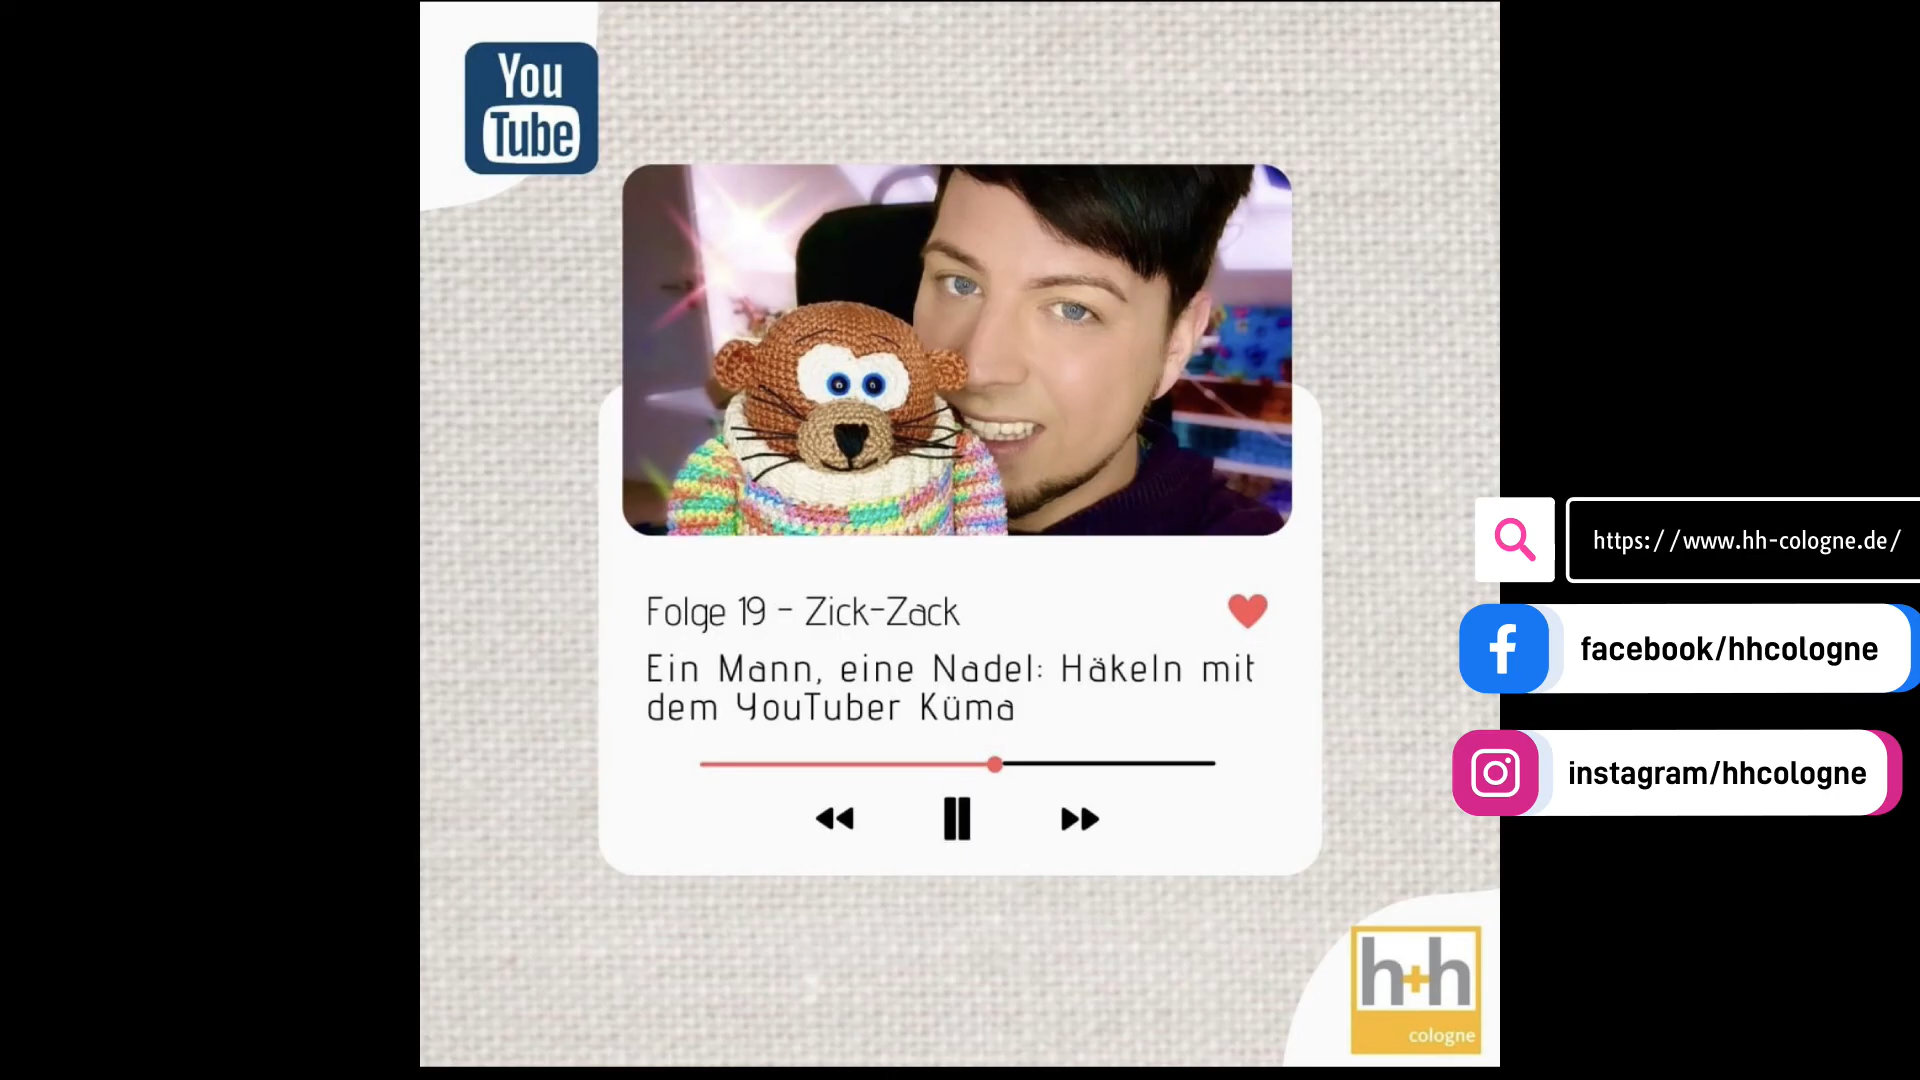 You
Tube
Folge 19 - Zick-Zack
Ein Mann, eine Nadel: Häkeln mit
dem YouTuber Küma
https://www.hh-cologne.de/
facebook/hhcologne
instagram/hhcologne
h+h
cologne